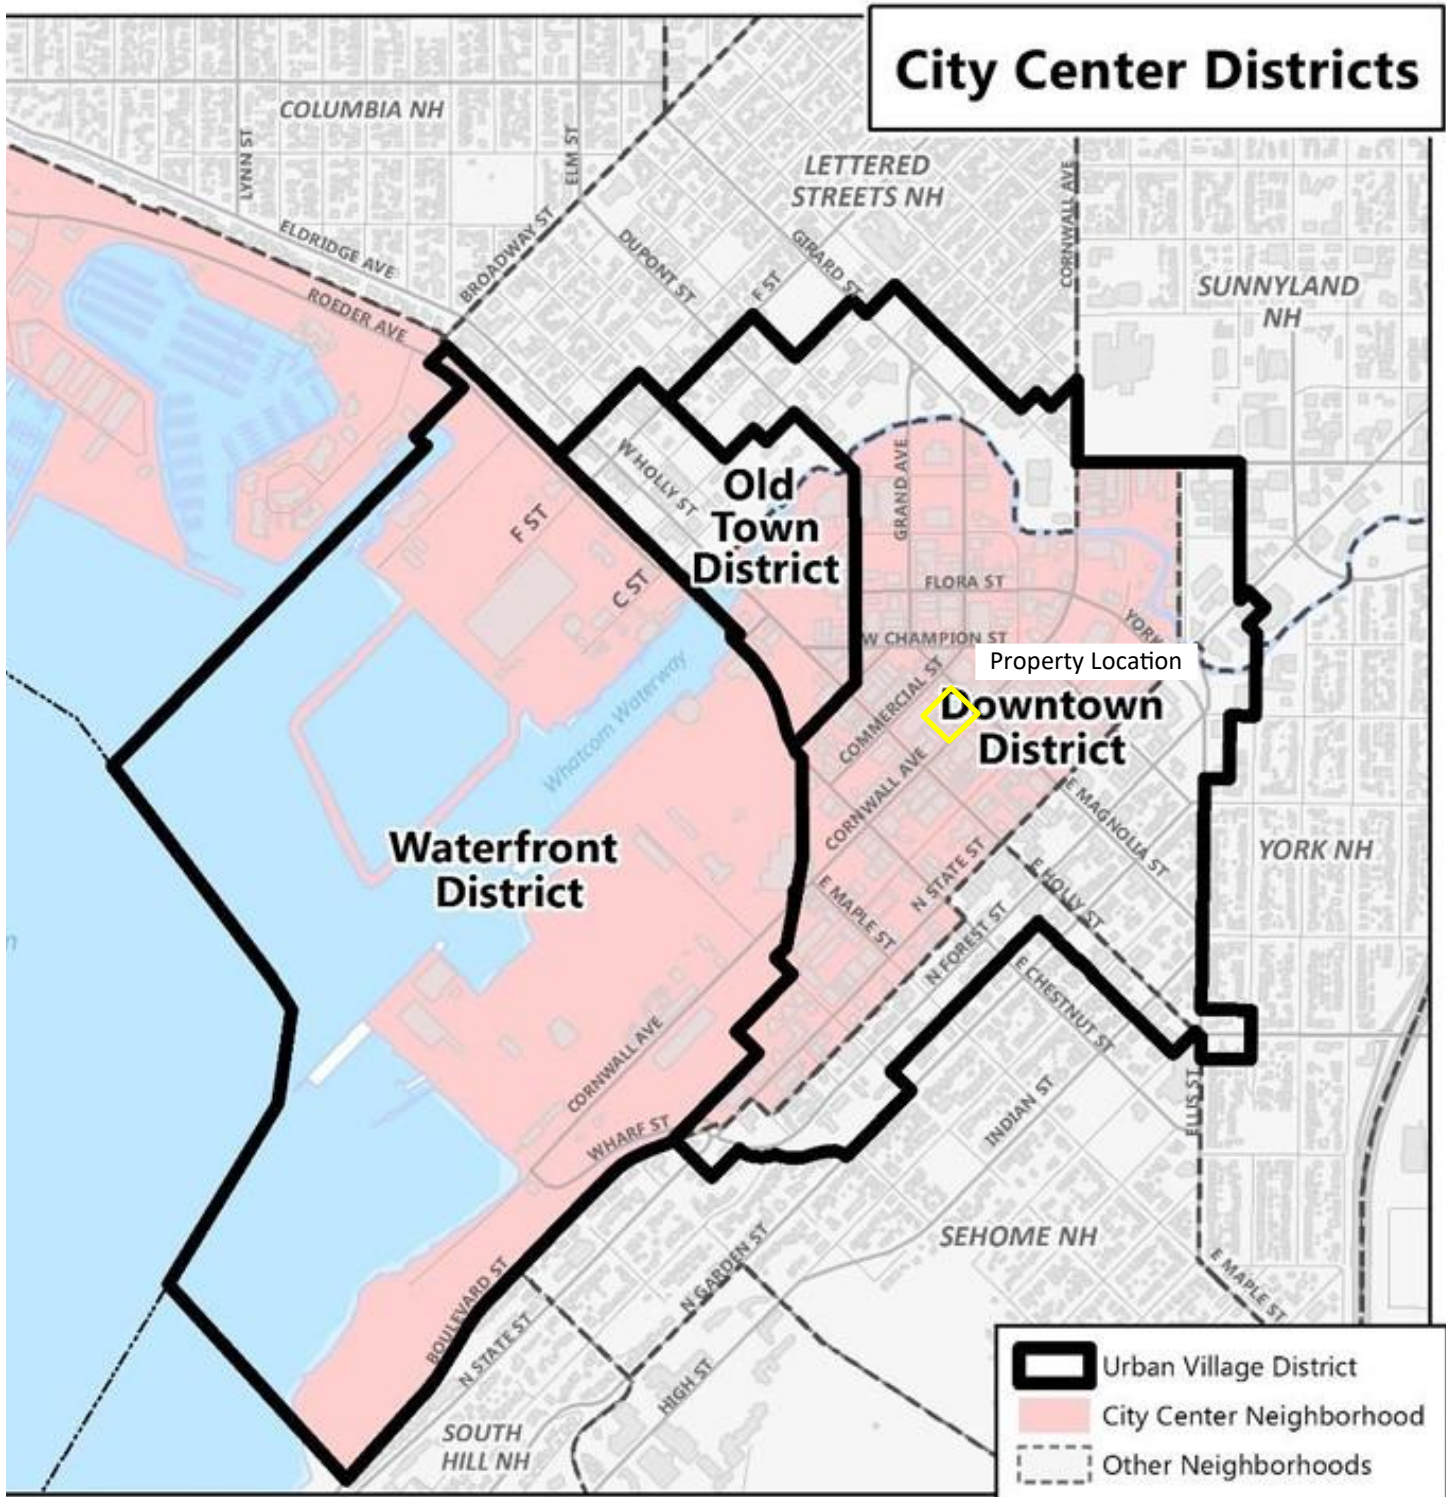 City Center Districts
COLUMBIA NH
LYNN ST
ELM ST
LETTERED
STREETS NH
CORNWALL AVE
ELDRIDGE AVE
BROADWAY ST
DUPONT ST
F ST
GIRARD ST
SUNNYLAND
NH
ROEDER AVE
W HOLLY ST
Old
Town
District
GRAND AVE
F ST
C ST
FLORA ST
W CHAMPION ST
YORK
Property Location
Whatcom Waterway
COMMERCIAL ST
Downtown
District
CORNWALL AVE
E MAGNOLIA ST
Waterfront
District
YORK NH
E MAPLE ST
N STATE ST
E HOLLY ST
N FOREST ST
E CHESTNUT ST
n
CORNWALL AVE
WHARF ST
INDIAN ST
ELLIS ST
SEHOME NH
N GARDEN ST
E MAPLE ST
BOULEVARD ST
N STATE ST
HIGH ST
SOUTH
HILL NH
Urban Village District
City Center Neighborhood
Other Neighborhoods